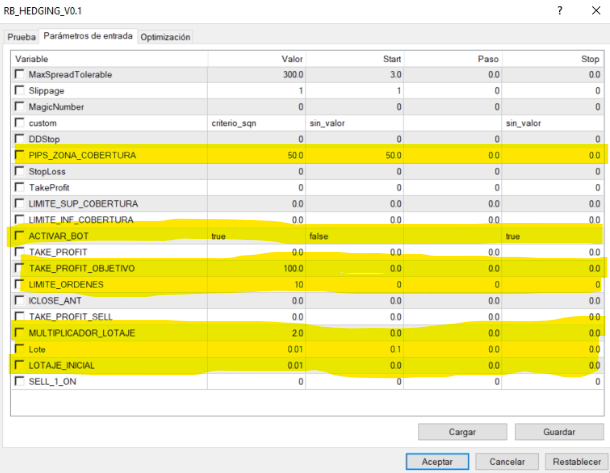 RB_HEDGING_V0.1 ? ×
Prueba Parámetros de entrada Optimización
Variable Valor Start Paso Stop
MaxSpreadTolerable 300.0 3.0 0.0 0.0
Slippage 1 1 0 0
MagicNumber 0 0 0 0
custom criterio_sqn sin_valor sin_valor
DDStop 0 0 0 0
PIPS_ZONA_COBERTURA 50.0 50.0 0.0 0.0
StopLoss 0 0 0 0
TakeProfit 0 0 0 0
LIMITE_SUP_COBERTURA 0.0 0.0 0.0 0.0
LIMITE_INF_COBERTURA 0.0 0.0 0.0 0.0
ACTIVAR_BOT true false true
TAKE_PROFIT 0.0 0.0 0.0 0.0
TAKE_PROFIT_OBJETIVO 100.0 0.0 0.0 0.0
LIMITE_ORDENES 10 0 0 0
ICLOSE_ANT 0.0 0.0 0.0 0.0
TAKE_PROFIT_SELL 0.0 0.0 0.0 0.0
MULTIPLICADOR_LOTAJE 2.0 0.0 0.0 0.0
Lote 0.01 0.1 0.0 0.0
LOTAJE_INICIAL 0.01 0.0 0.0 0.0
SELL_1_ON 0 0 0 0
Cargar Guardar
Aceptar Cancelar Restablecer